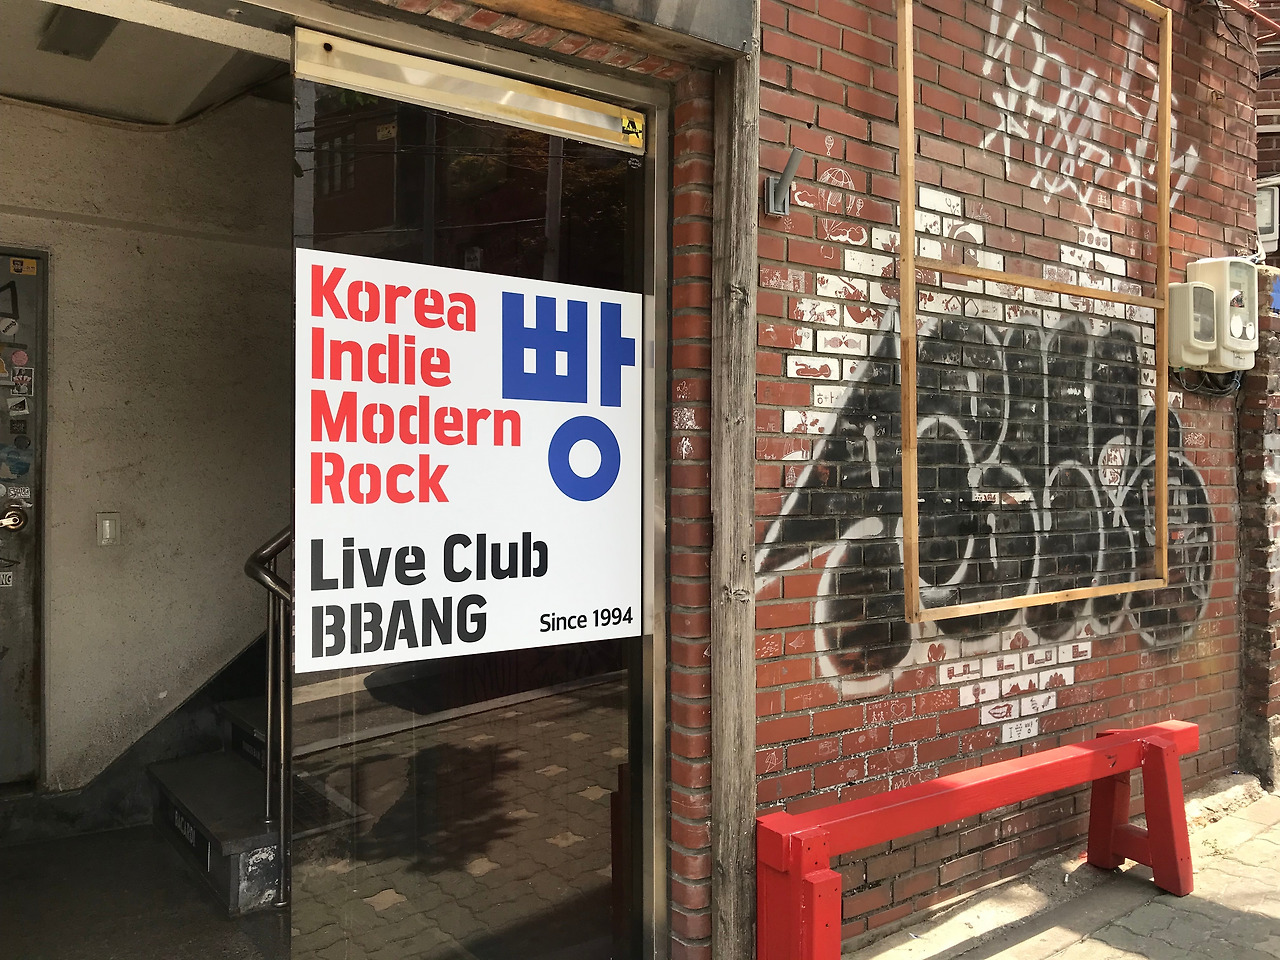 Korea
Indie
Modern
Rock
빵
Live Club
BBANG
Since 1994